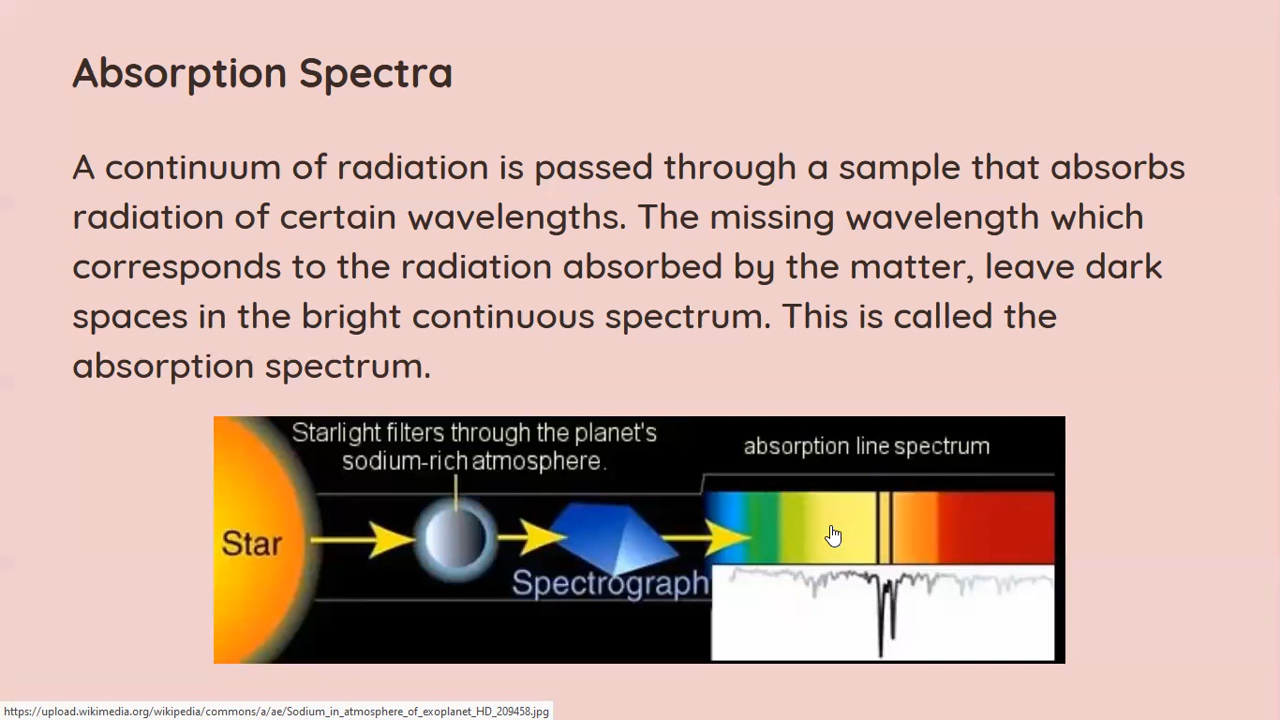 Absorption Spectra
A continuum of radiation is passed through a sample that absorbs
radiation of certain wavelengths. The missing wavelength which
corresponds to the radiation absorbed by the matter, leave dark
spaces in the bright continuous spectrum. This is called the
absorption spectrum.
Starlight filters through the planet's
sodium-rich atmosphere.
absorption line spectrum
Star
Spectrograph
https://upload.wikimedia.org/wikipedia/commons/a/ae/Sodium_in_atmosphere_of_exoplanet_HD_209458.jpg